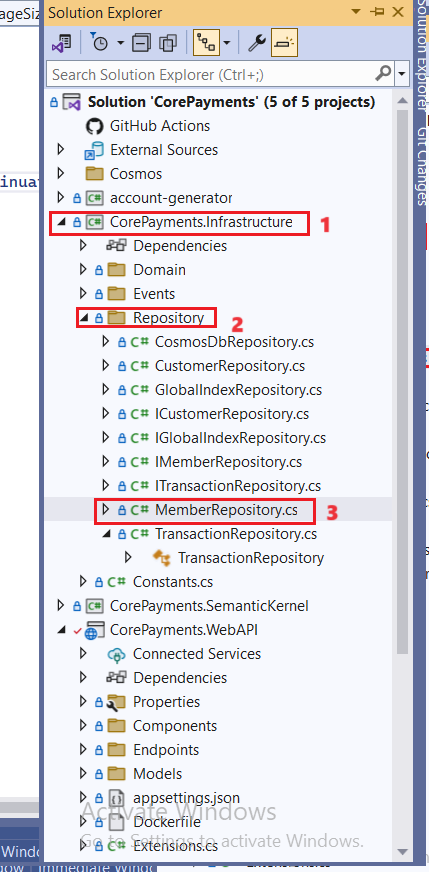 ageSiz
Solution Explorer
Search Solution Explorer (Ctrl+;)
Solution 'CorePayments' (5 of 5 projects)
GitHub Actions
External Sources
Cosmos
inuat
C# account-generator
C# CorePayments.Infrastructure 1
Dependencies
Domain
Events
Repository 2
C# CosmosDbRepository.cs
C# CustomerRepository.cs
C# GlobalIndexRepository.cs
C# ICustomerRepository.cs
C# IGlobalIndexRepository.cs
C# IMemberRepository.cs
C# ITransactionRepository.cs
C# MemberRepository.cs 3
C# TransactionRepository.cs
TransactionRepository
C# Constants.cs
C# CorePayments.SemanticKernel
CorePayments.WebAPI
Connected Services
Dependencies
Properties
Components
Endpoints
Models
appsettings.json
Activate Windows
Dockerfile
Go to Settings to activate Windows.
C# Extensions.cs
Windo
dow
Immediate Windo
Solution Explorer
Git Changes